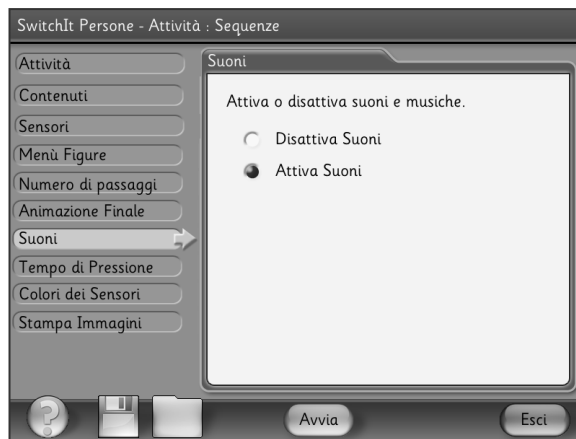 SwitchIt Persone - Attività : Sequenze
Attività
Contenuti
Sensori
Menù Figure
Numero di passaggi
Animazione Finale
Suoni
Tempo di Pressione
Colori dei Sensori
Stampa Immagini
Suoni
Attiva o disattiva suoni e musiche.
Disattiva Suoni
Attiva Suoni
?
Avvia
Esci